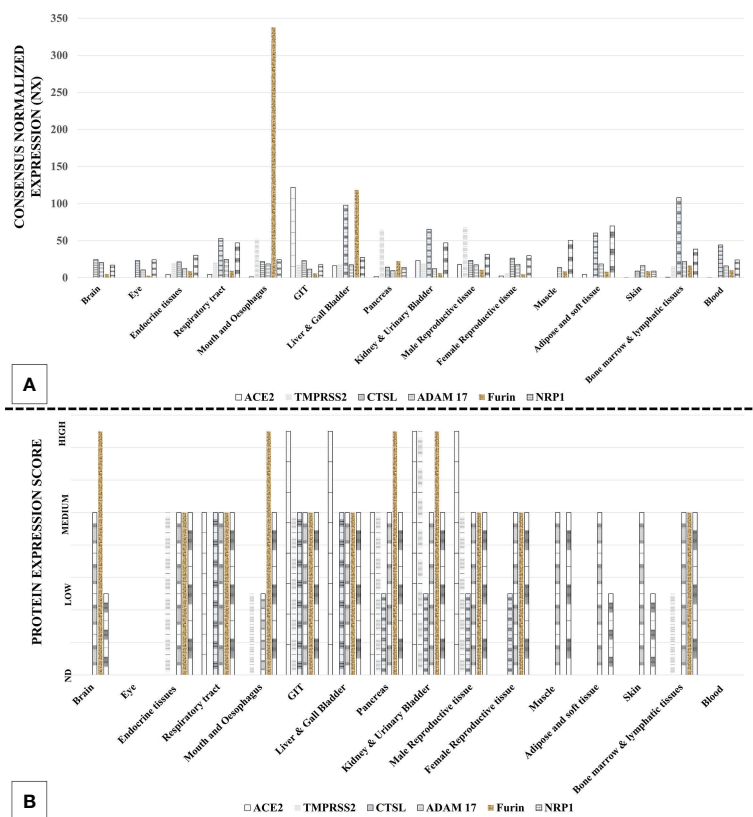 CONSENSUS NORMALIZED
EXPRESSION (NX)
350
300
250
200
150
100
50
0
Brain
Eye
Endocrine tissues
Respiratory tract
Mouth and Oesophagus
GIT
Liver & Gall Bladder
Pancreas
Kidney & Urinary Bladder
Male Reproductive tissue
Female Reproductive tissue
Muscle
Adipose and soft tissue
Skin
Bone marrow & lymphatic tissues
Blood
A
ACE2 TMPRSS2 CTSL ADAM 17 Furin NRP1
PROTEIN EXPRESSION SCORE
HIGH
MEDIUM
LOW
ND
Brain
Eye
Endocrine tissues
Respiratory tract
Mouth and Oesophagus
GIT
Liver & Gall Bladder
Pancreas
Kidney & Urinary Bladder
Male Reproductive tissue
Female Reproductive tissue
Muscle
Adipose and soft tissue
Skin
Bone marrow & lymphatic tissues
Blood
B
ACE2 TMPRSS2 CTSL ADAM 17 Furin NRP1